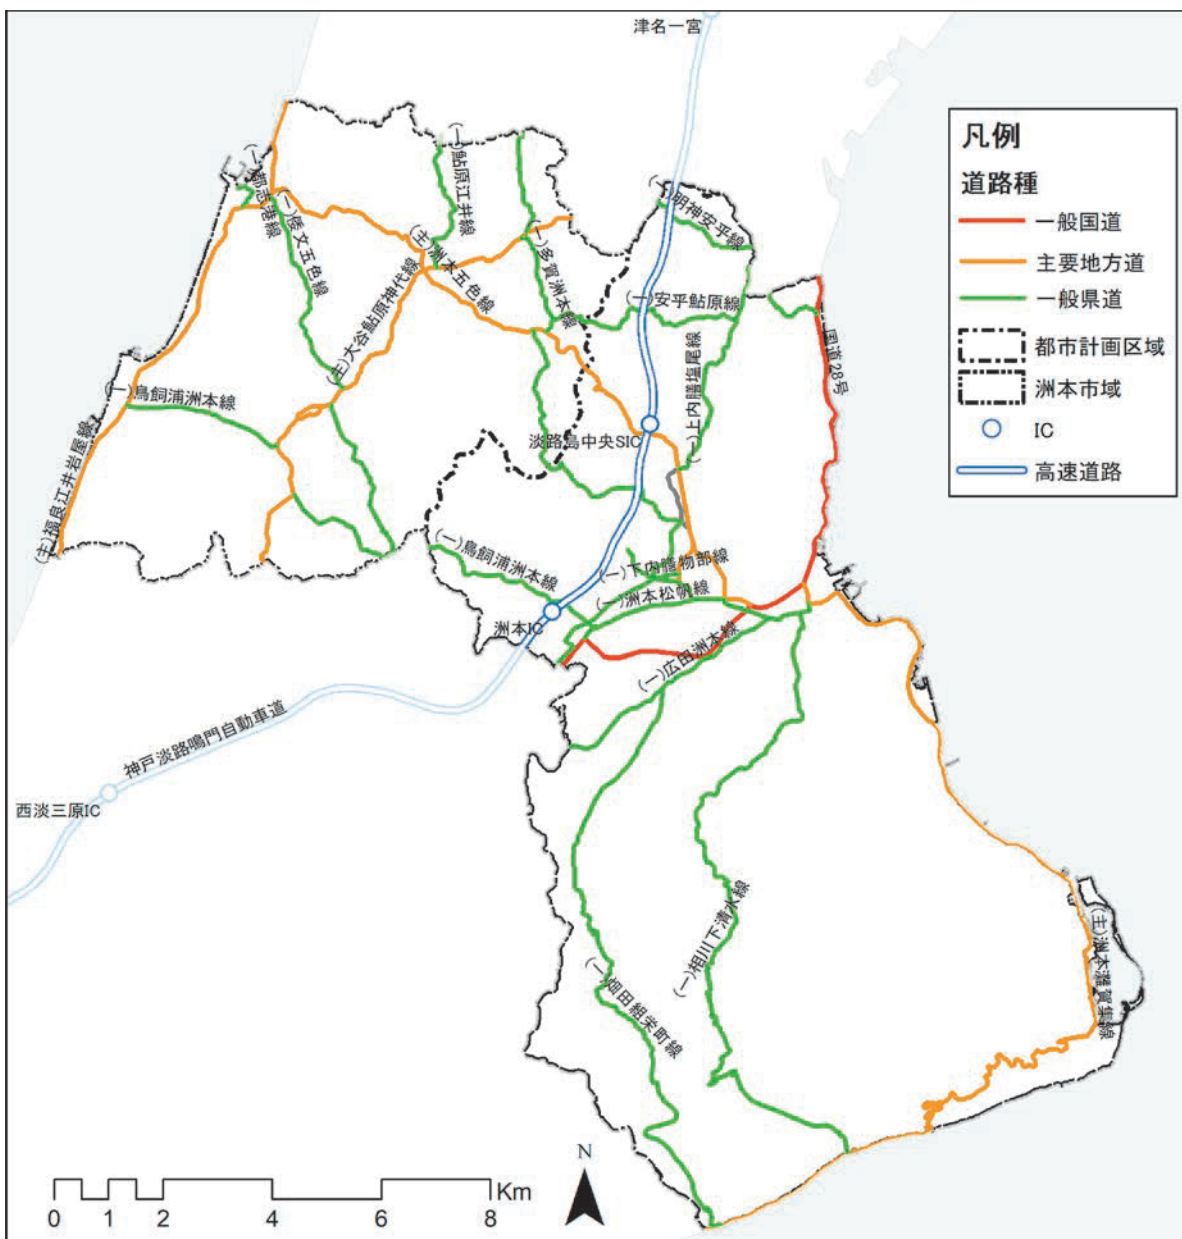 津名一宮
凡例
道路種
一般国道
主要地方道
一般県道
都市計画区域
洲本市域
IC
高速道路
(一)鮎原江井線
(一)都志港線
(一)倭文五色線
(一)明神安平線
(主)洲本五色線
(一)多賀洲本線
(主)大谷鮎原神代線
(一)安平鮎原線
国道28号
(一)上内膳塩尾線
(一)鳥飼浦洲本線
淡路島中央SIC
(主)福良江井岩屋線
(一)鳥飼浦洲本線
(一)下内膳物部線
(一)洲本松帆線
洲本IC
(一)広田洲本線
神戸淡路鳴門自動車道
西淡三原IC
(一)相川下清水線
(主)洲本灘賀集線
(一)畑田組栄町線
N
Km
0 1 2 4 6 8